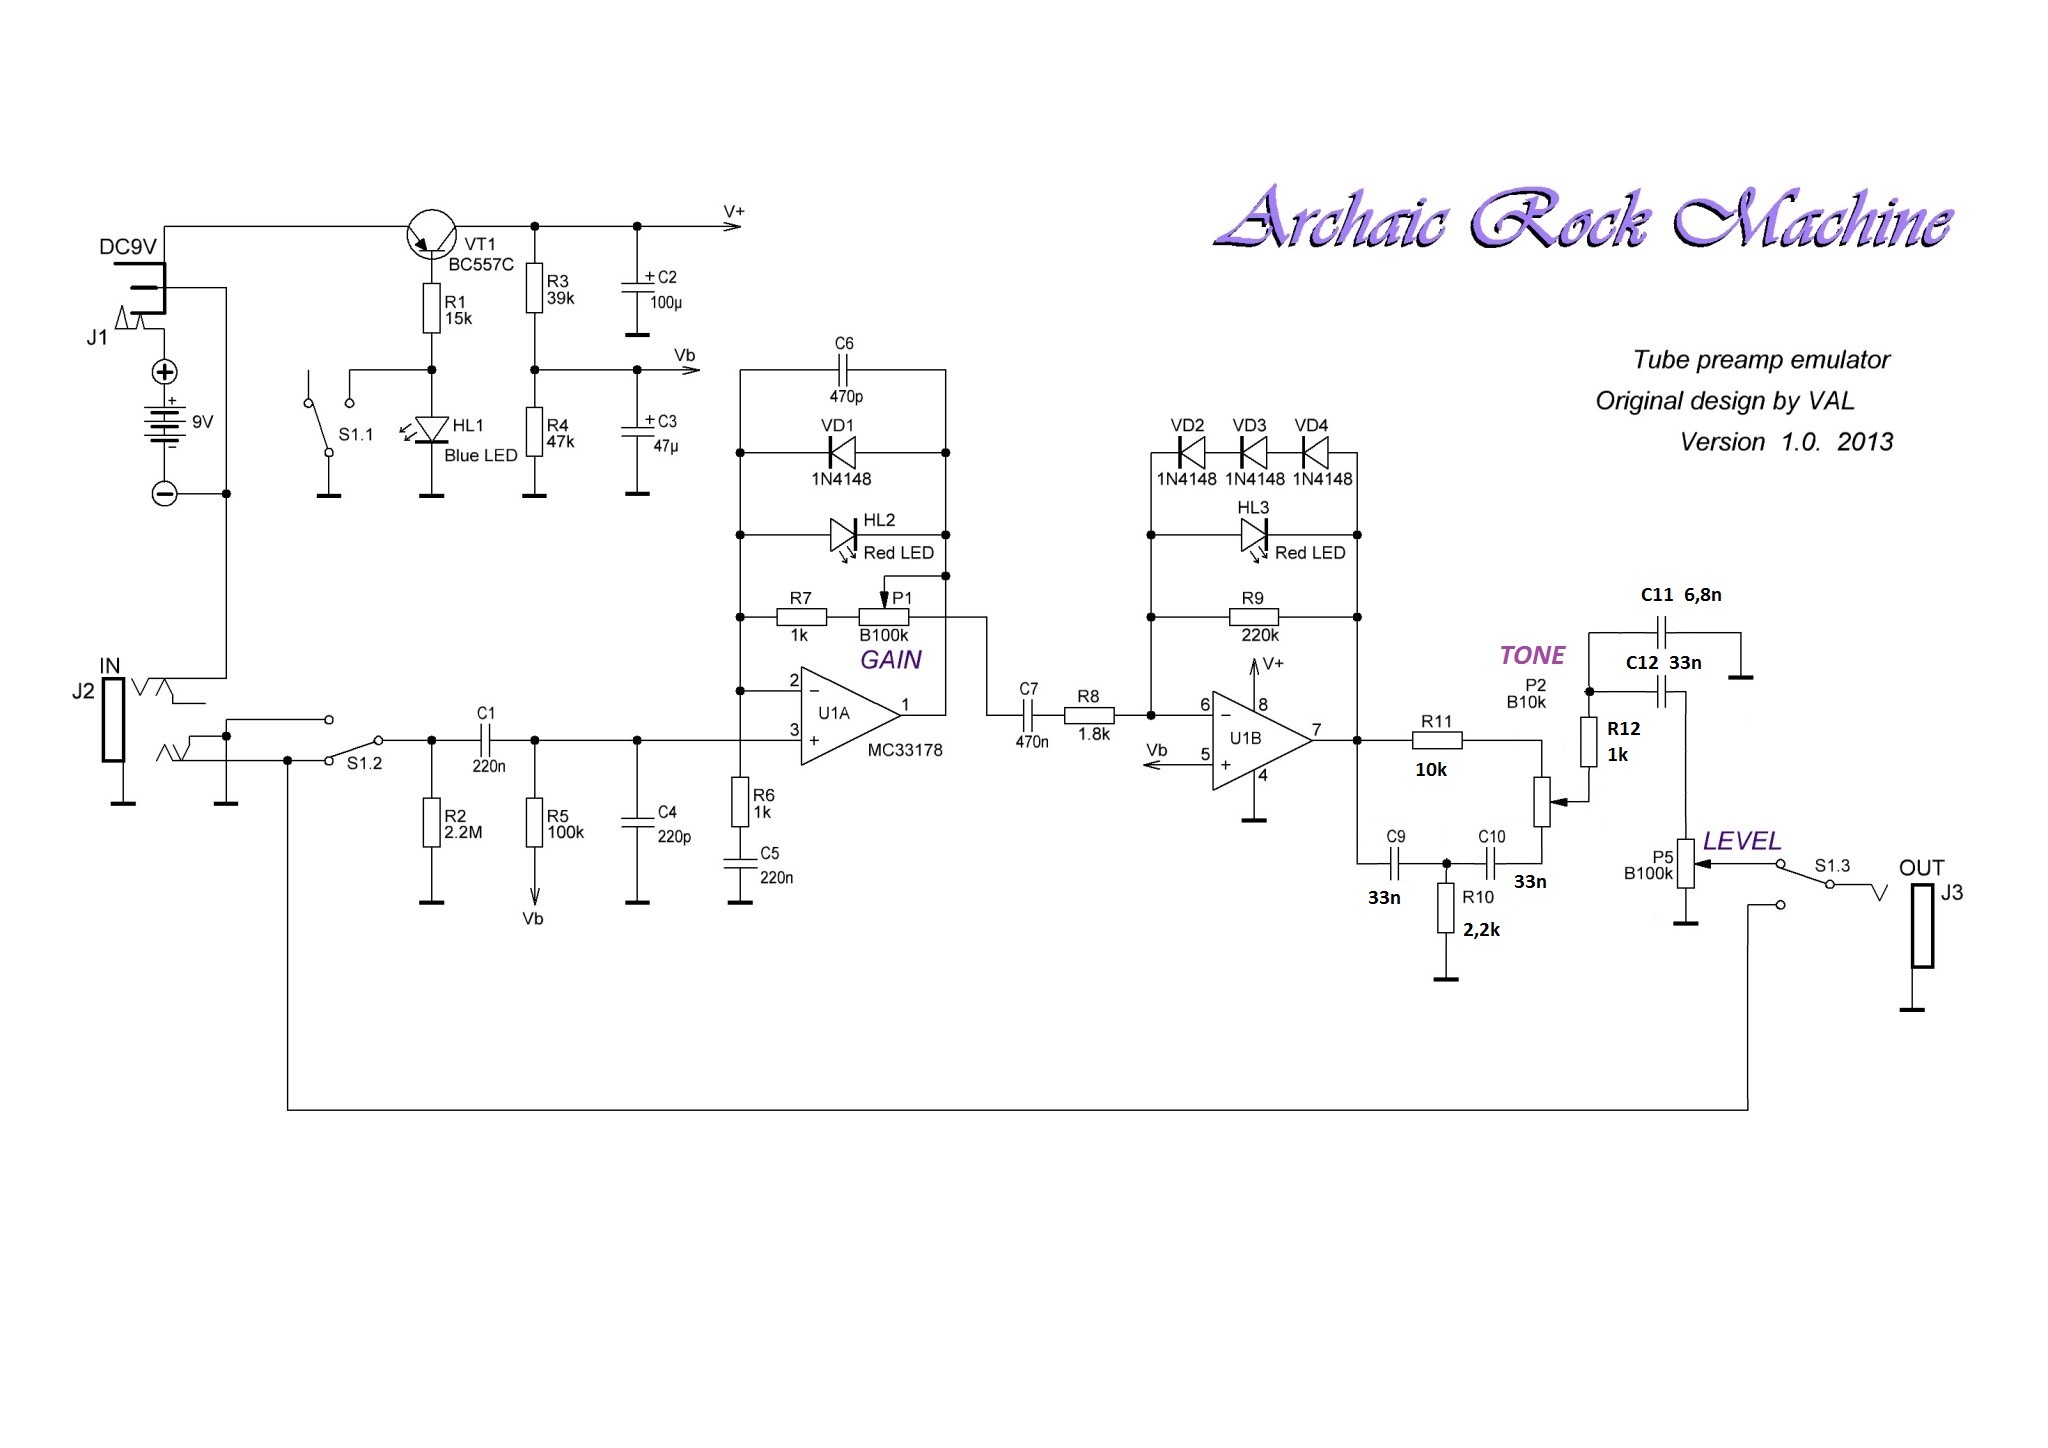 Archaic Rock Machine
Tube preamp emulator
Original design by VAL
Version 1.0. 2013
DC9V
J1
+
+
9V
-
−
VT1
BC557C
R1
15k
S1.1
HL1
Blue LED
R3
39k
R4
47k
V+
+ C2
100µ
Vb
+ C3
47µ
IN
J2
S1.2
R2
2.2M
C1
220n
R5
100k
Vb
C4
220p
C6
470p
VD1
1N4148
HL2
Red LED
R7
1k
P1
B100k
GAIN
2
−
3
+
U1A
1
MC33178
R6
1k
C5
220n
C7
470n
R8
1.8k
VD2 VD3 VD4
1N4148 1N4148 1N4148
HL3
Red LED
R9
220k
V+
6
−
8
U1B
7
Vb
5
+
4
R11
10k
C9
33n
C10
33n
R10
2,2k
TONE
P2
B10k
C11 6,8n
C12 33n
R12
1k
LEVEL
P5
B100k
S1.3
OUT
J3